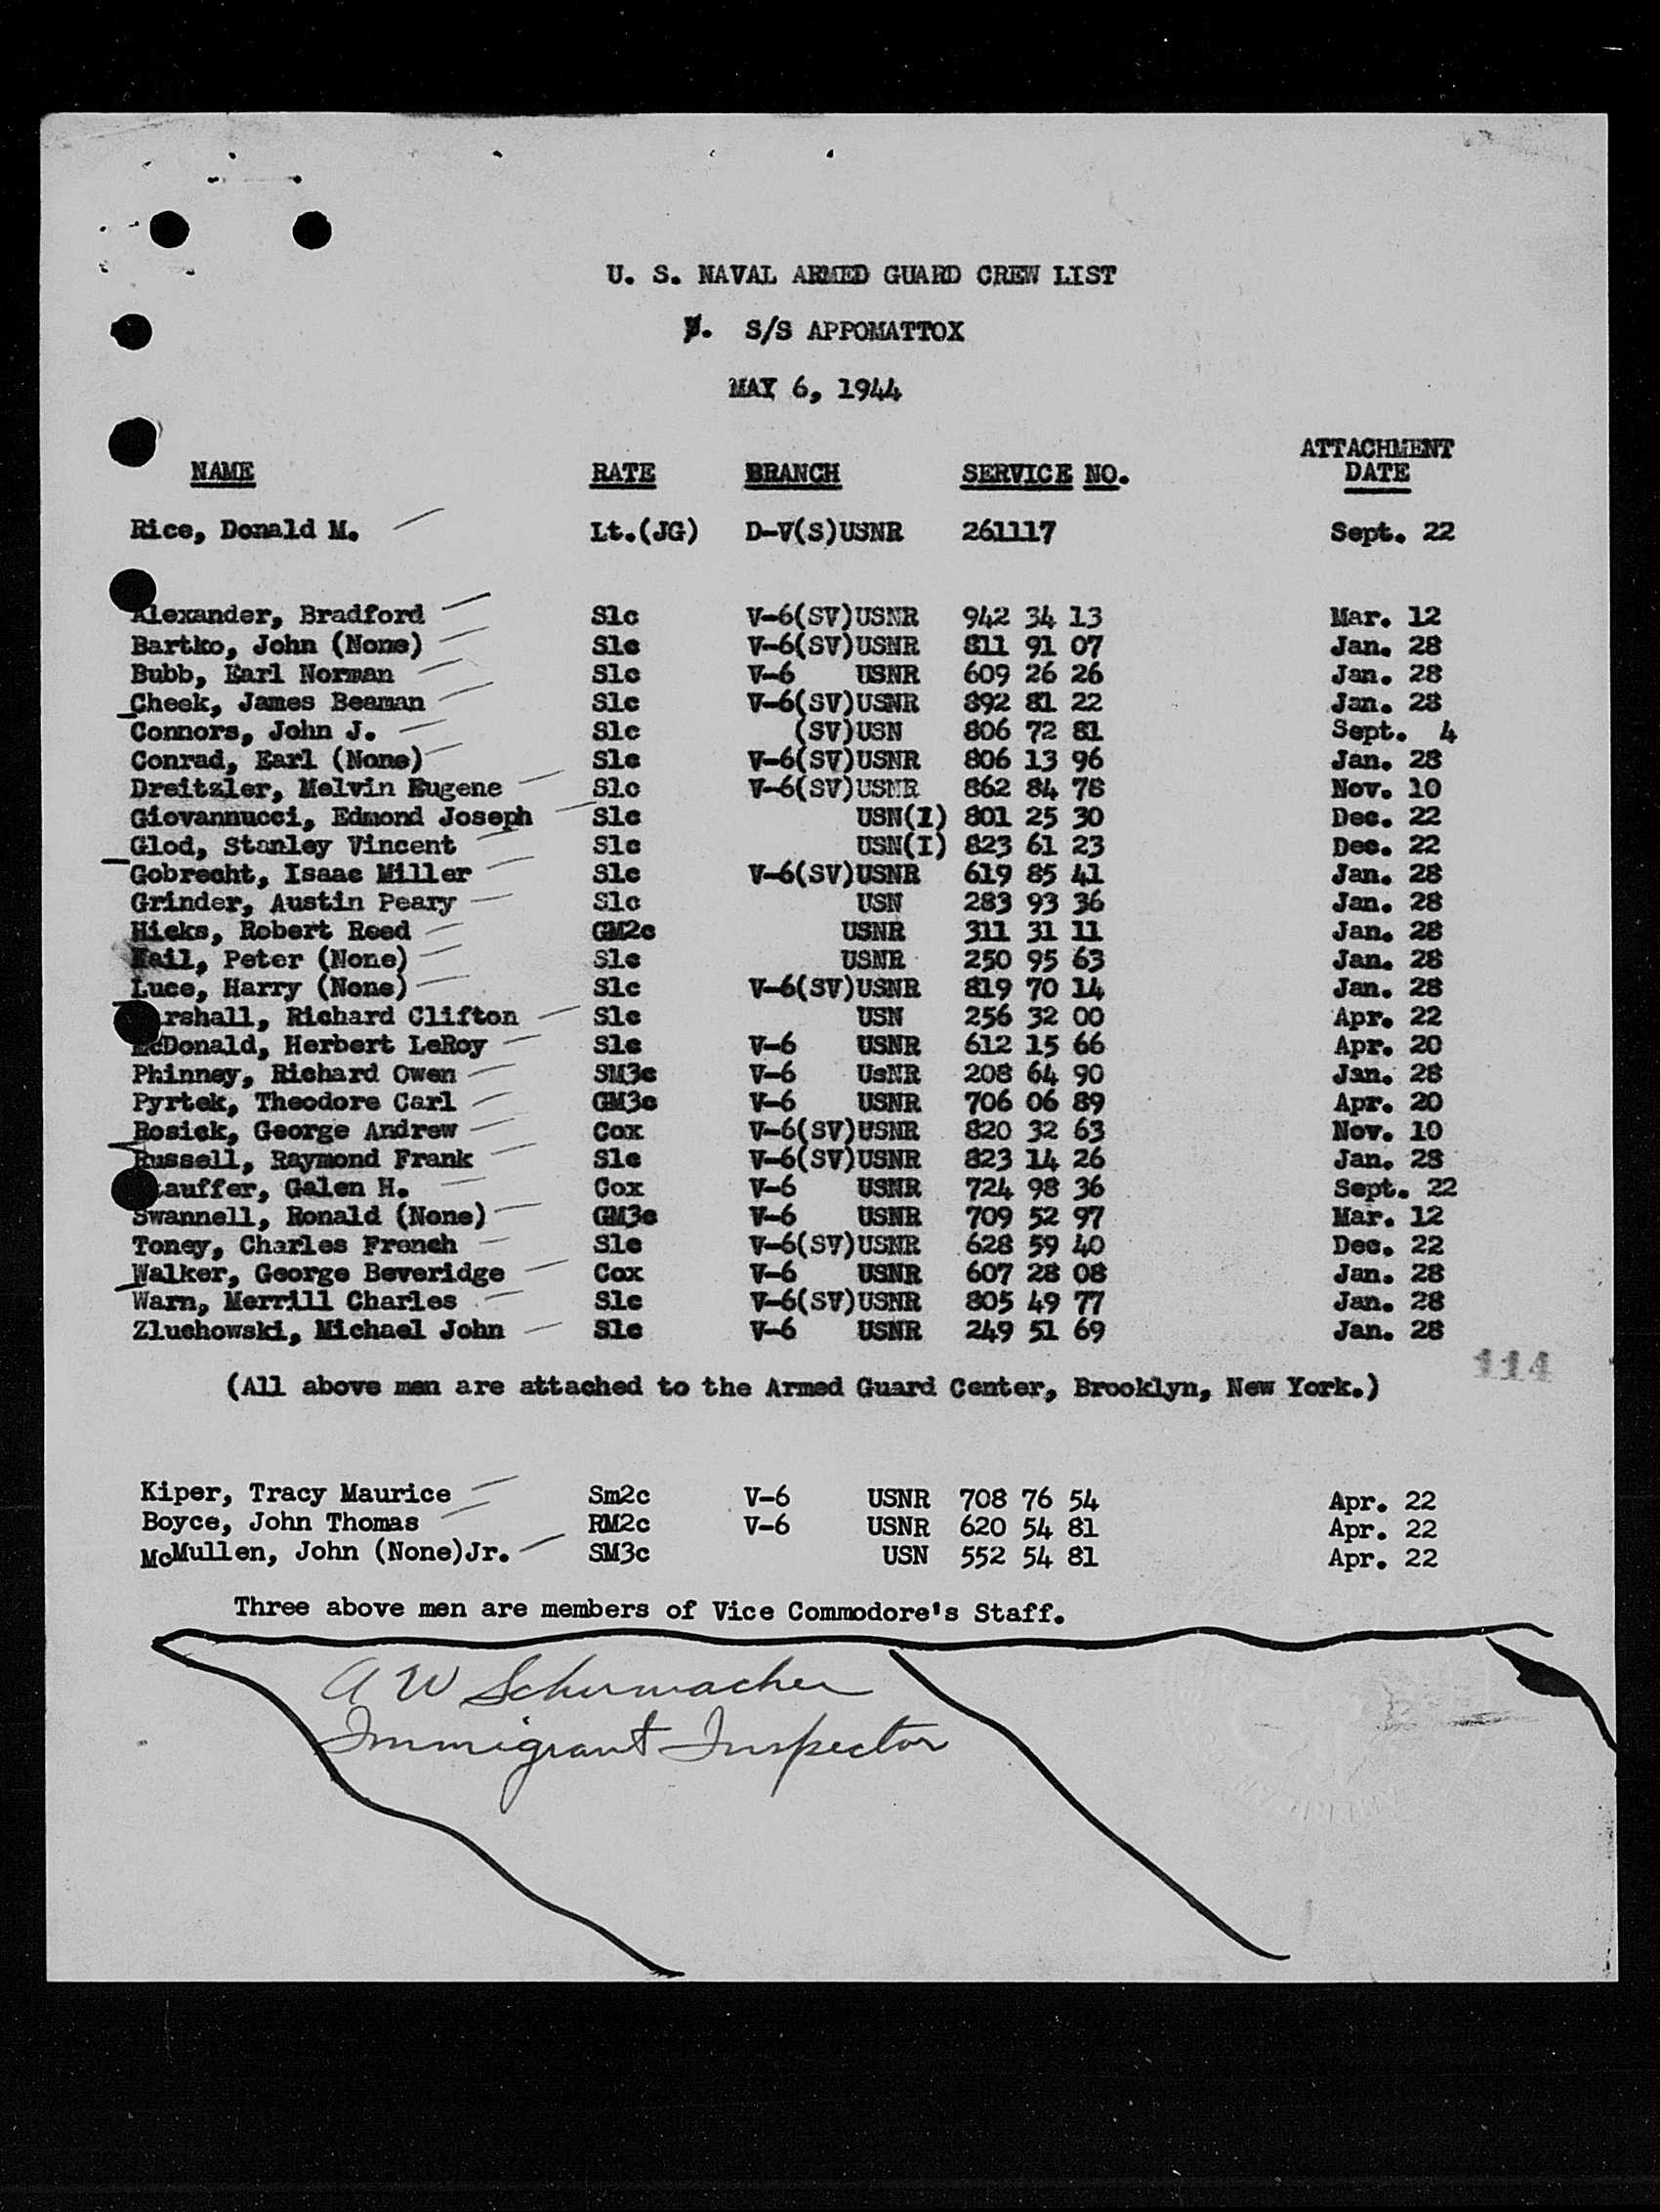 U. S. NAVAL ARMED GUARD CREW LIST
S/S APPOMATTOX
MAY 6, 1944
NAME RATE BRANCH SERVICE NO. ATTACHMENT DATE
Rice, Donald M. Lt.(JG) D-V(S)USNR 261117 Sept. 22
Alexander, Bradford S1c V-6(SV)USNR 942 34 13 Mar. 12
Bartko, John (None) S1c V-6(SV)USNR 811 91 07 Jan. 28
Bubb, Earl Norman S1c V-6 USNR 609 26 26 Jan. 28
Cheek, James Beaman S1c V-6(SV)USNR 892 81 22 Jan. 28
Connors, John J. S1c (SV)USN 806 72 81 Sept. 4
Conrad, Earl (None) S1c V-6(SV)USNR 806 13 96 Jan. 28
Dreitzler, Melvin Eugene S1c V-6(SV)USNR 862 84 78 Nov. 10
Giovannucci, Edmond Joseph S1c USN(I) 801 25 30 Dec. 22
Glod, Stanley Vincent S1c USN(I) 823 61 23 Dec. 22
Gobrecht, Isaac Miller S1c V-6(SV)USNR 619 85 41 Jan. 28
Grinder, Austin Peary S1c USN 283 93 36 Jan. 28
Hicks, Robert Reed GM2c USNR 311 31 11 Jan. 28
Peter (None) S1c USNR 250 95 63 Jan. 28
Luce, Harry (None) S1c V-6(SV)USNR 819 70 14 Jan. 28
rshall, Richard Clifton S1c USN 256 32 00 Apr. 22
McDonald, Herbert LeRoy S1c V-6 USNR 612 15 66 Apr. 20
Phinney, Richard Owen SM3c V-6 UsNR 208 64 90 Jan. 28
Pyrtek, Theodore Carl GM3c V-6 USNR 706 06 89 Apr. 20
Rosick, George Andrew Cox V-6(SV)USNR 820 32 63 Nov. 10
Russell, Raymond Frank S1c V-6(SV)USNR 823 14 26 Jan. 28
tauffer, Galen H. Cox V-6 USNR 724 98 36 Sept. 22
Swannell, Ronald (None) GM3c V-6 USNR 709 52 97 Mar. 12
Toney, Charles French S1c V-6(SV)USNR 628 59 40 Dec. 22
Walker, George Beveridge Cox V-6 USNR 607 28 08 Jan. 28
Warn, Merrill Charles S1c V-6(SV)USNR 805 49 77 Jan. 28
Zluchowski, Michael John S1c V-6 USNR 249 51 69 Jan. 28
114
(All above men are attached to the Armed Guard Center, Brooklyn, New York.)
Kiper, Tracy Maurice Sm2c V-6 USNR 708 76 54 Apr. 22
Boyce, John Thomas RM2c V-6 USNR 620 54 81 Apr. 22
McMullen, John (None)Jr. SM3c USN 552 54 81 Apr. 22
Three above men are members of Vice Commodore's Staff.
A W Schumacher
Immigrant Inspector